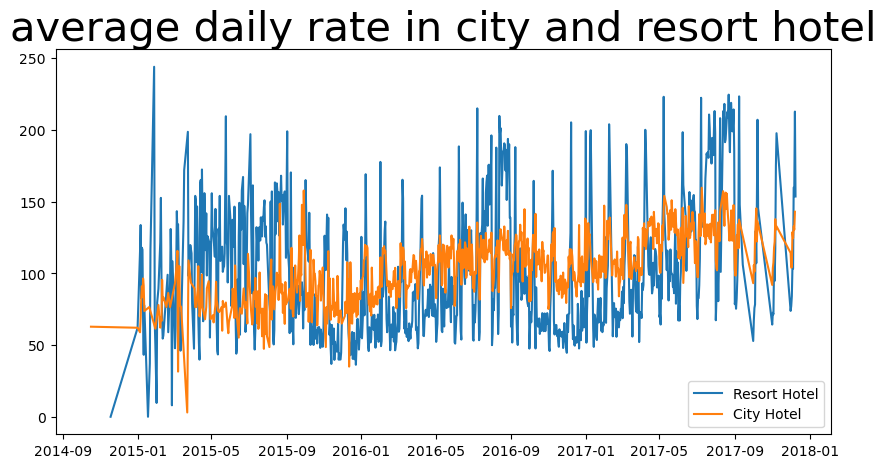 average daily rate in city and resort hotel
250
200
150
100
50
0
Resort Hotel
City Hotel
2014-09 2015-01 2015-05 2015-09 2016-01 2016-05 2016-09 2017-01 2017-05 2017-09 2018-01